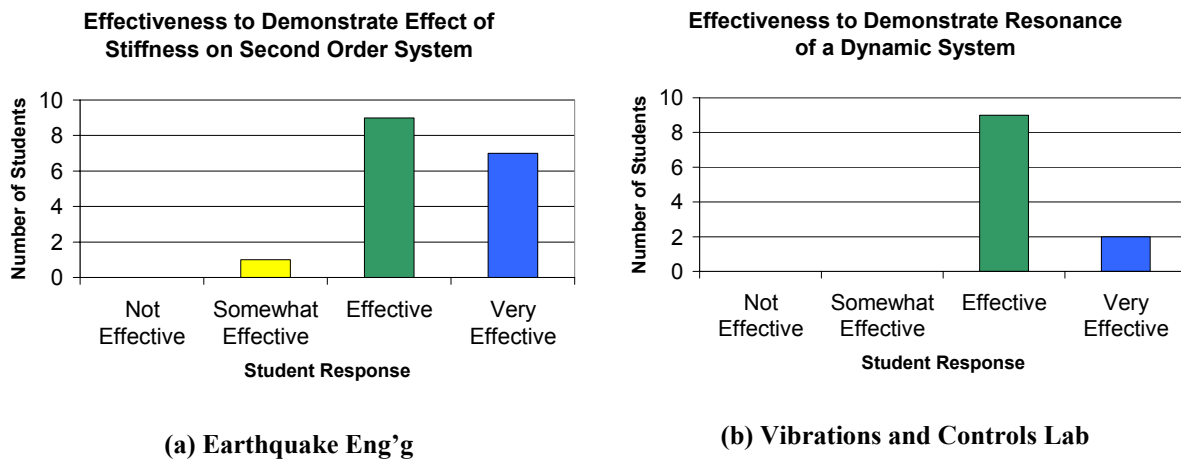 Effectiveness to Demonstrate Effect of
Stiffness on Second Order System
Number of Students
10
8
6
4
2
0
Not
Effective
Somewhat
Effective
Effective
Very
Effective
Student Response
(a) Earthquake Eng’g
Effectiveness to Demonstrate Resonance
of a Dynamic System
Number of Students
10
8
6
4
2
0
Not
Effective
Somewhat
Effective
Effective
Very
Effective
Student Response
(b) Vibrations and Controls Lab